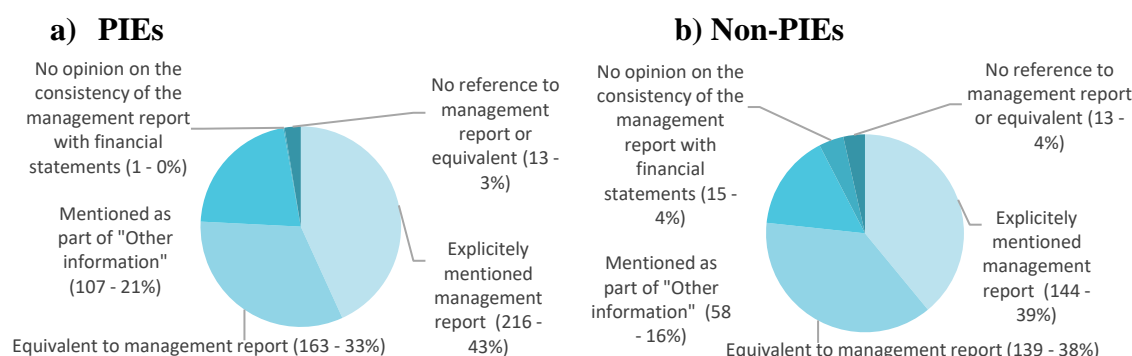 a) PIEs
No opinion on the
consistency of the
management report
with financial
statements (1 - 0%)
No reference to
management
report or
equivalent (13 -
3%)
Mentioned as
part of "Other
information"
(107 - 21%)
Explicitely
mentioned
management
report (216 -
43%)
Equivalent to management report (163 - 33%)
b) Non-PIEs
No opinion on the
consistency of the
management
report with
financial
statements (15 -
4%)
No reference to
management report
or equivalent (13 -
4%)
Explicitely
mentioned
management
report (144 -
39%)
Mentioned as
part of "Other
information" (58
- 16%)
Equivalent to management report (139 - 38%)